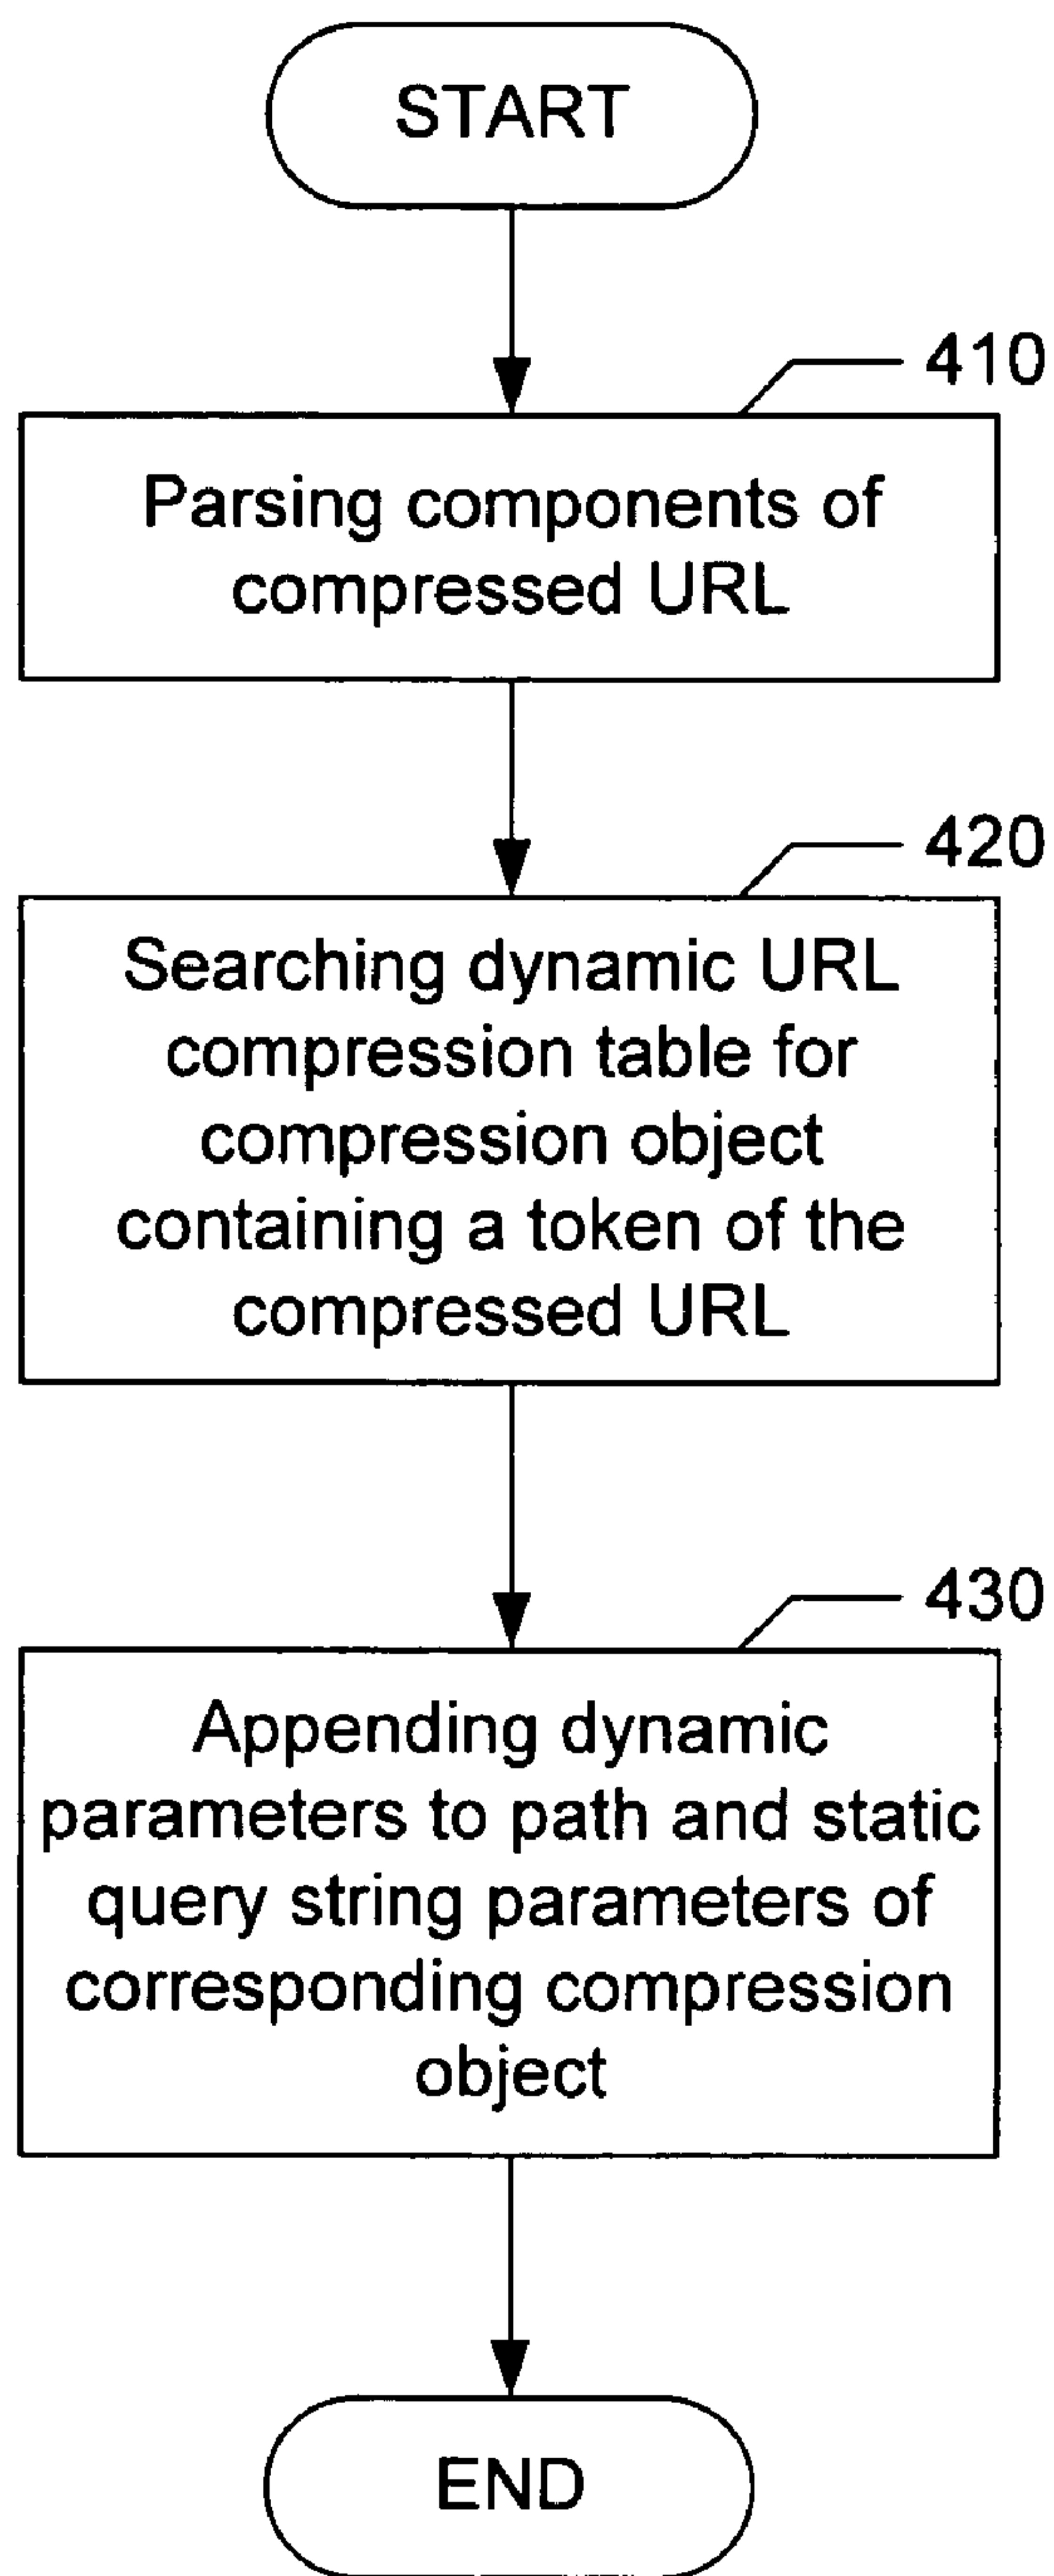 START
410
Parsing components of
compressed URL
420
Searching dynamic URL
compression table for
compression object
containing a token of the
compressed URL
430
Appending dynamic
parameters to path and static
query string parameters of
corresponding compression
object
END